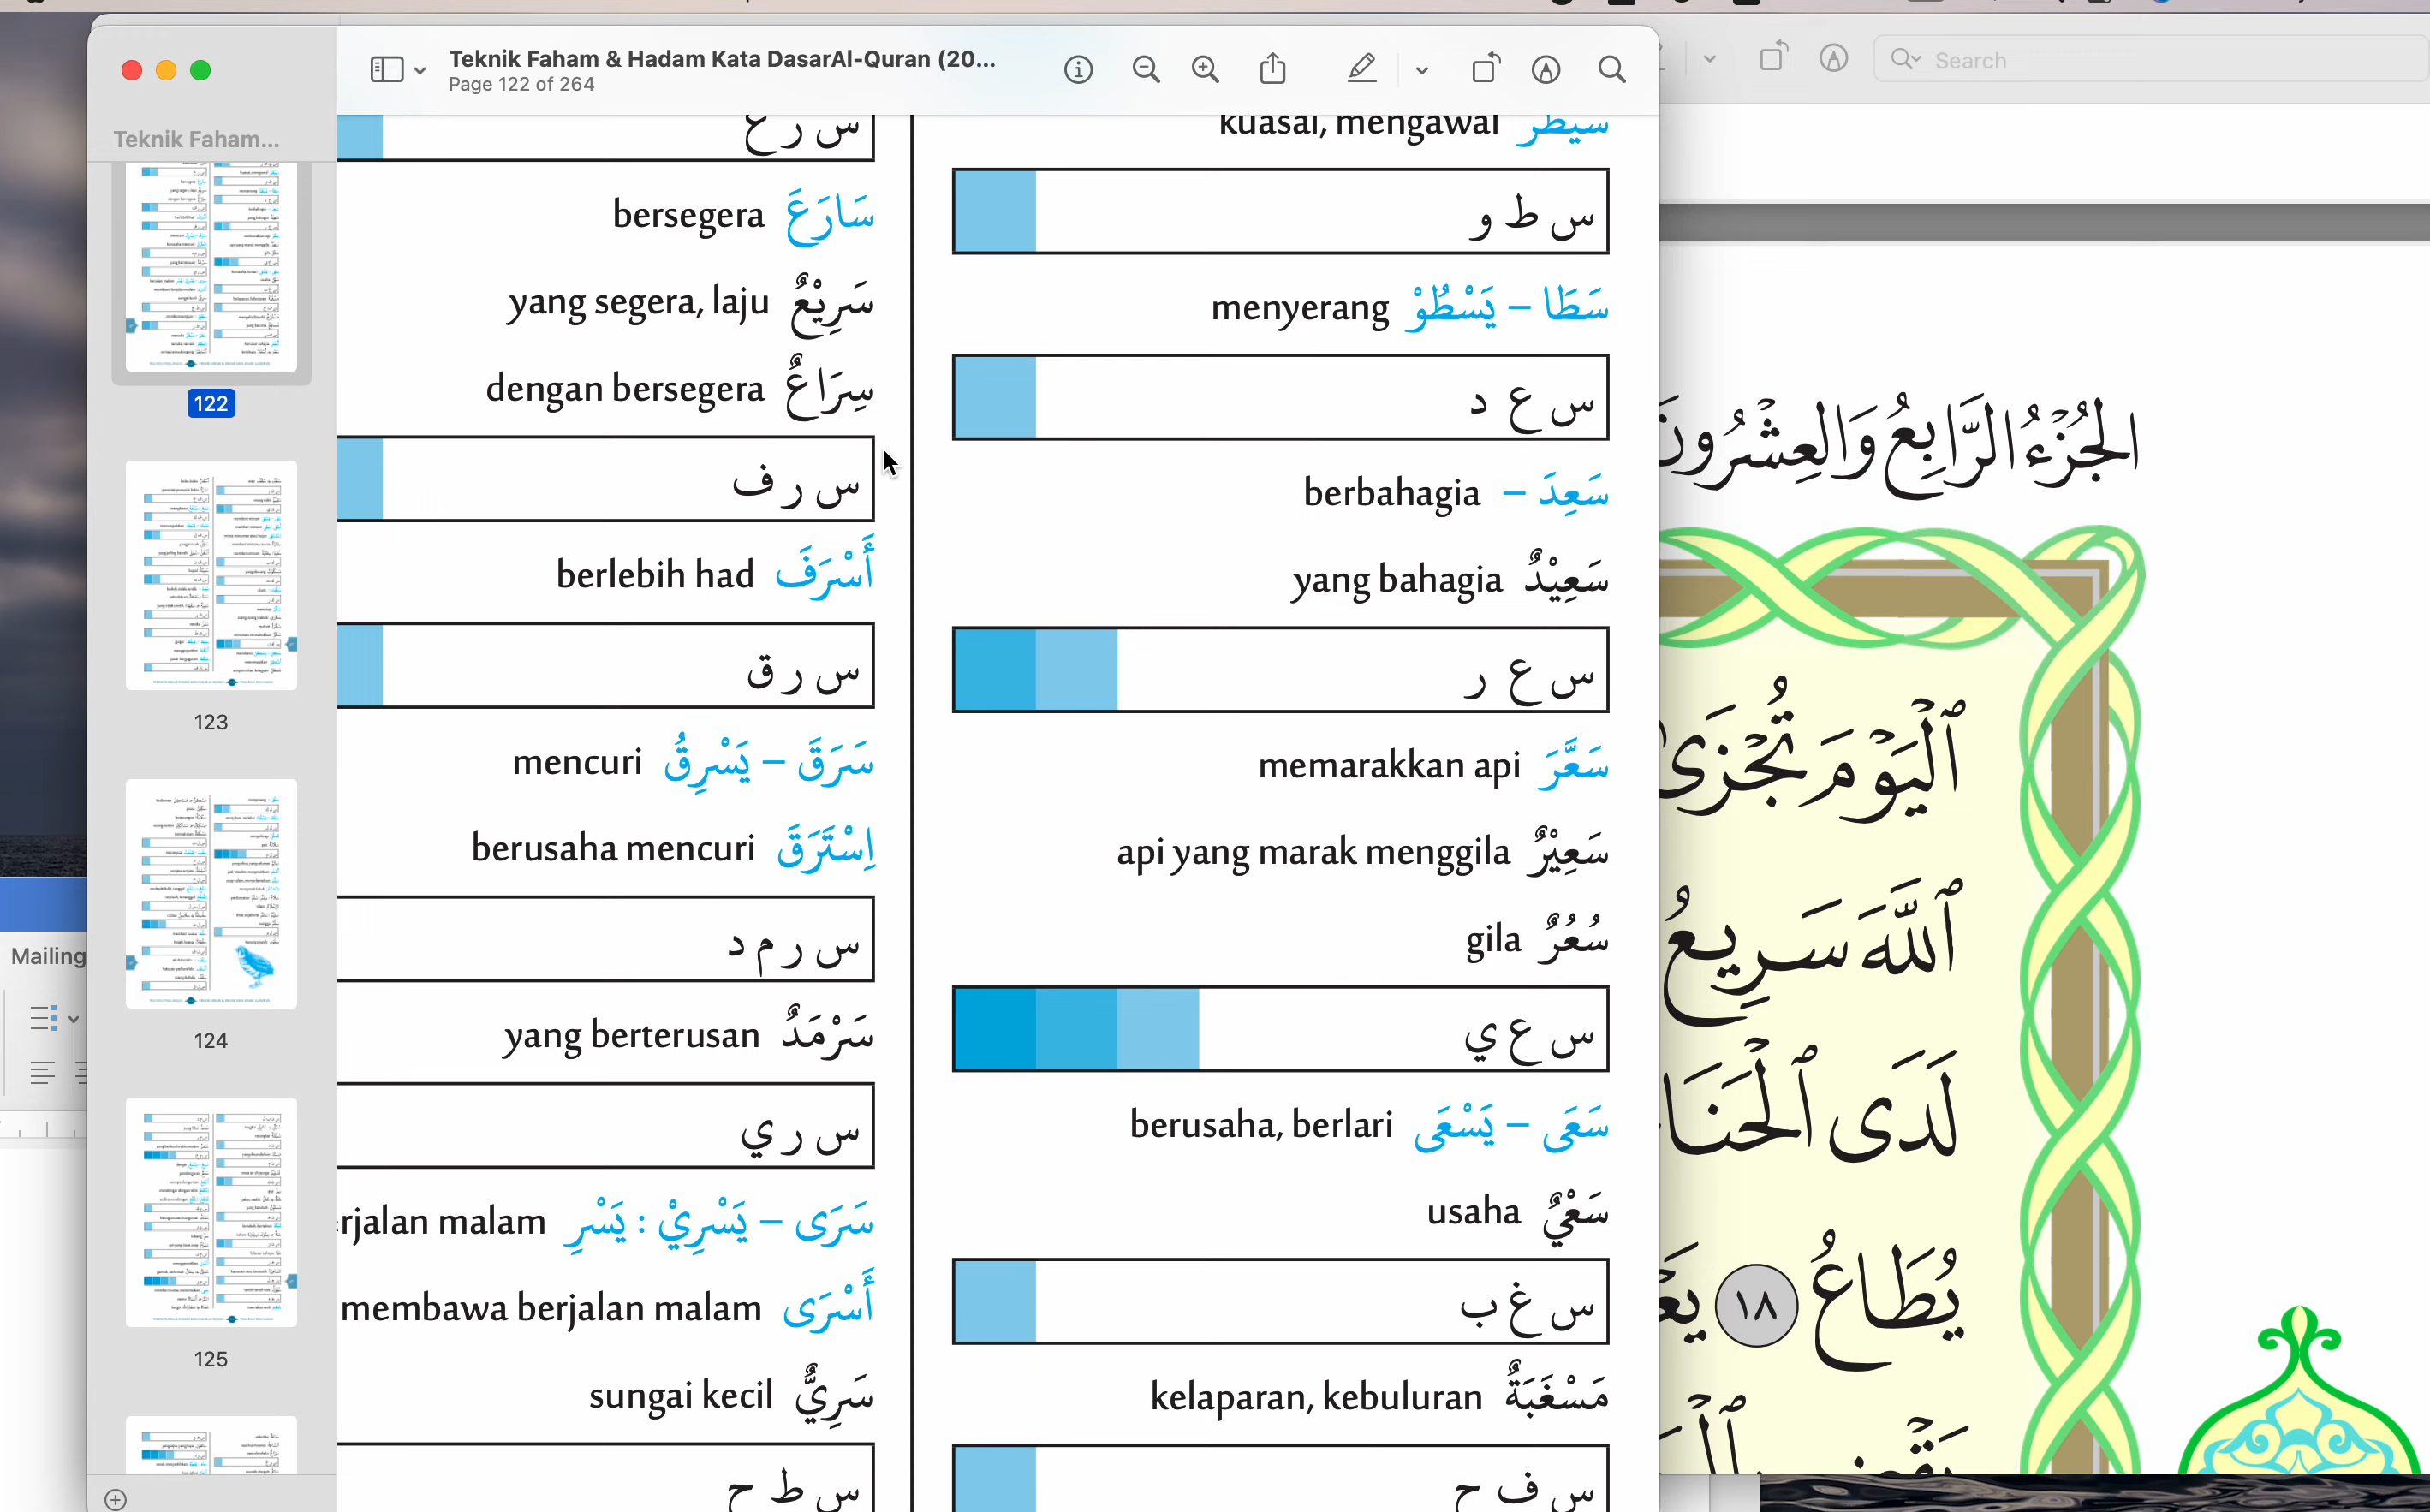 Teknik Faham & Hadam Kata DasarAl-Quran (20...
Page 122 of 264
Search
Teknik Faham...
122
123
124
125
Mailing
سيطر kuasai, mengawal
س ط و
سَطَا – يَسْطُوْ menyerang
س ع د
سَعِدَ – berbahagia
سَعِيْدٌ yang bahagia
س ع ر
سَعَّرَ memarakkan api
سَعِيْرٌ api yang marak menggila
سُعُرٌ gila
س ع ي
سَعَى – يَسْعَى berusaha, berlari
سَعْيٌ usaha
س غ ب
مَسْغَبَةٌ kelaparan, kebuluran
س ف ح
س ر ع
سَارَعَ bersegera
سَرِيْعٌ yang segera, laju
سِرَاعٌ dengan bersegera
س ر ف
أَسْرَفَ berlebih had
س ر ق
سَرَقَ – يَسْرِقُ mencuri
اِسْتَرَقَ berusaha mencuri
س ر م د
سَرْمَدٌ yang berterusan
س ر ي
سَرَى – يَسْرِيْ : يَسْرِ rjalan malam
أَسْرَى membawa berjalan malam
سَرِيٌّ sungai kecil
س ط ح
الجُزْءُ الرَّابِعُ وَالعِشْرُونَ
ٱلْيَوْمَ تُجْزَىٰ
ٱللَّهَ سَرِيعُ
لَدَى ٱلْحَنَا
يُطَاعُ ١٨ يَعْ